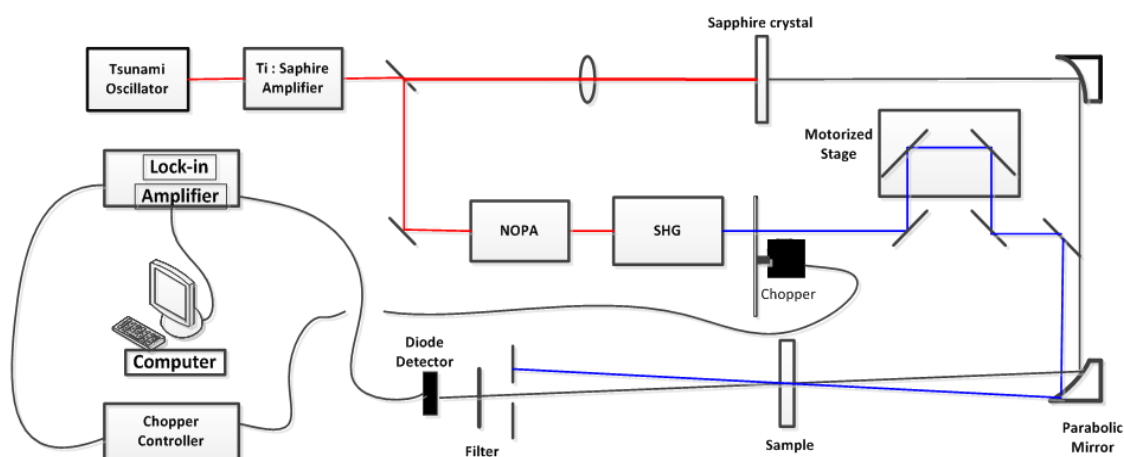 Sapphire crystal
Tsunami
Oscillator
Ti : Saphire
Amplifier
Motorized
Stage
Lock-in
Amplifier
NOPA
SHG
Chopper
Computer
Diode
Detector
Chopper
Controller
Filter
Sample
Parabolic
Mirror